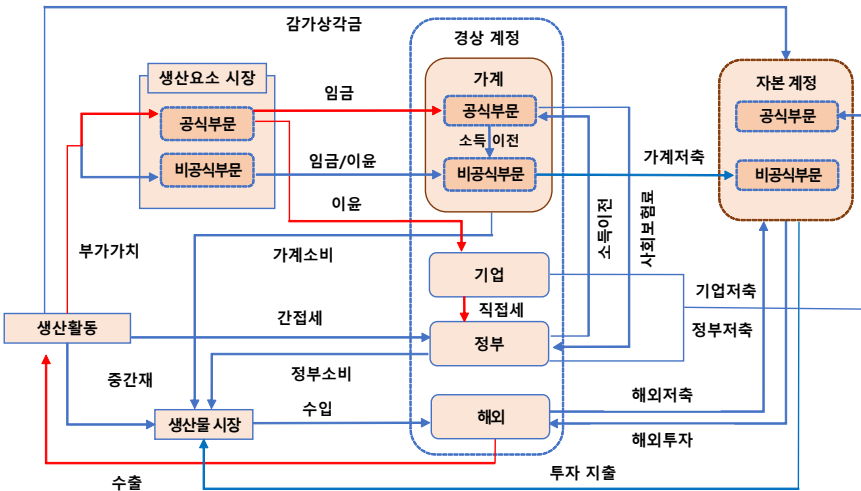 감가상각금
경상 계정
생산요소 시장
가계
자본 계정
임금
공식부문
공식부문
공식부문
소득 이전
비공식부문
임금/이윤
비공식부문
가계저축
비공식부문
이윤
소득이전
사회보험료
부가가치
가계소비
기업
기업저축
생산활동
간접세
직접세
정부저축
정부
중간재
정부소비
해외저축
생산물 시장
수입
해외
해외투자
수출
투자 지출